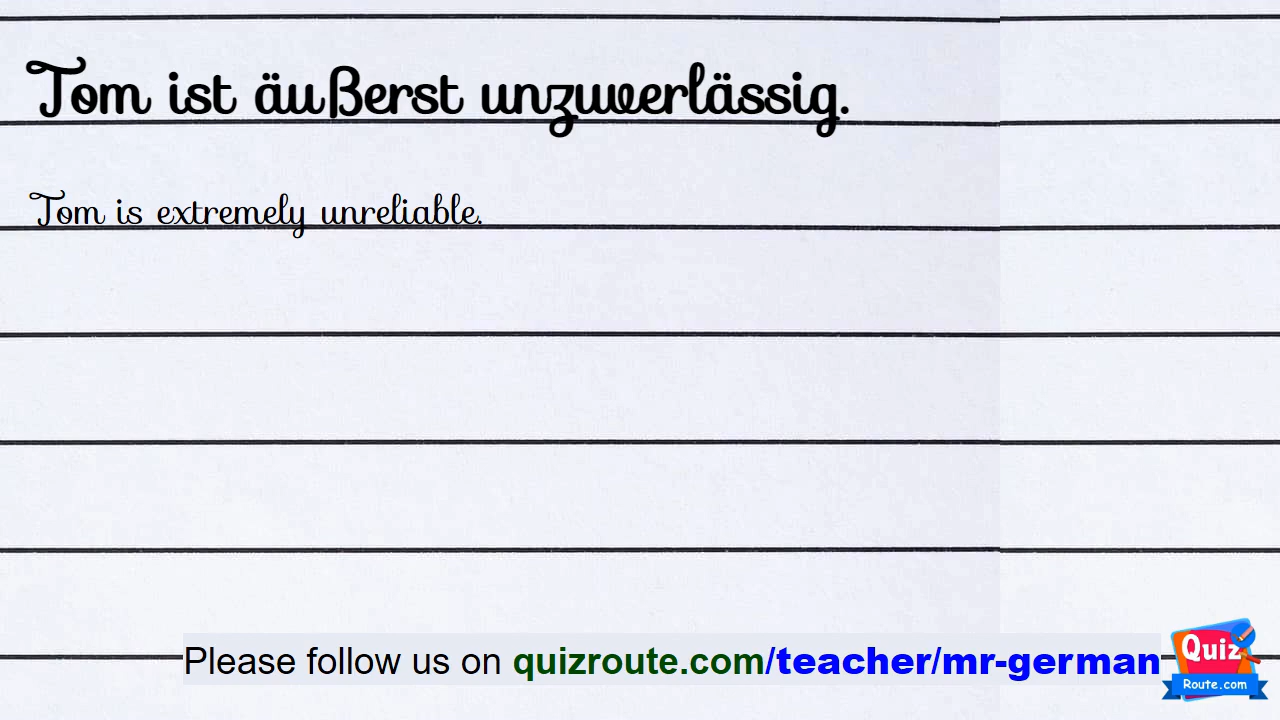 Tom ist äußerst unzuverlässig.
Tom is extremely unreliable.
Please follow us on quizroute.com/teacher/mr-german
Quiz
Route.com